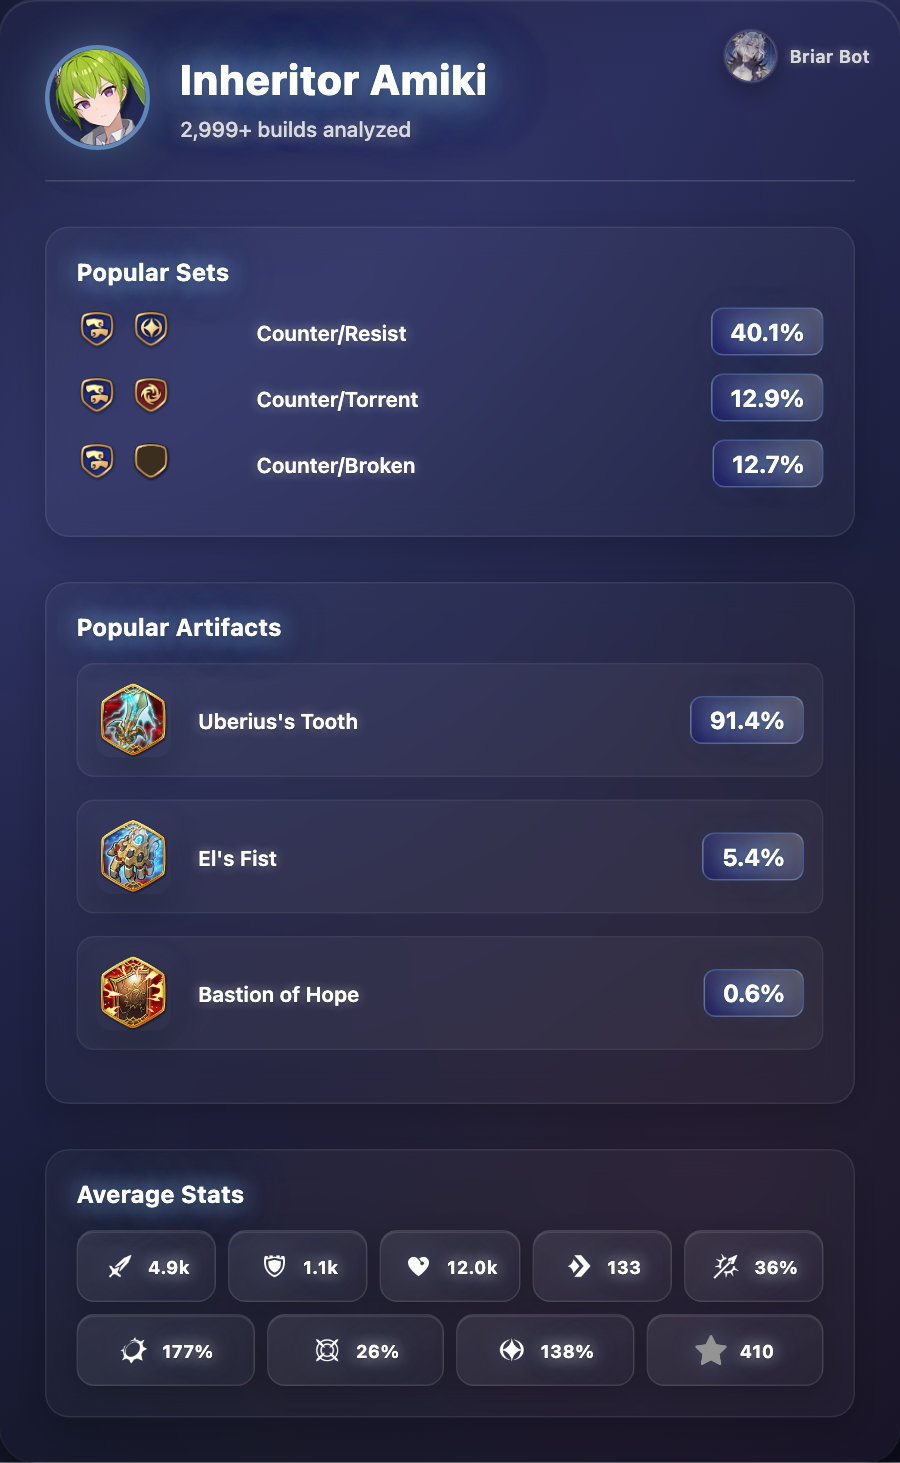 Inheritor Amiki
2,999+ builds analyzed
Briar Bot
Popular Sets
Counter/Resist 40.1%
Counter/Torrent 12.9%
Counter/Broken 12.7%
Popular Artifacts
Uberius's Tooth 91.4%
El's Fist 5.4%
Bastion of Hope 0.6%
Average Stats
4.9k 1.1k 12.0k 133 36%
177% 26% 138% 410